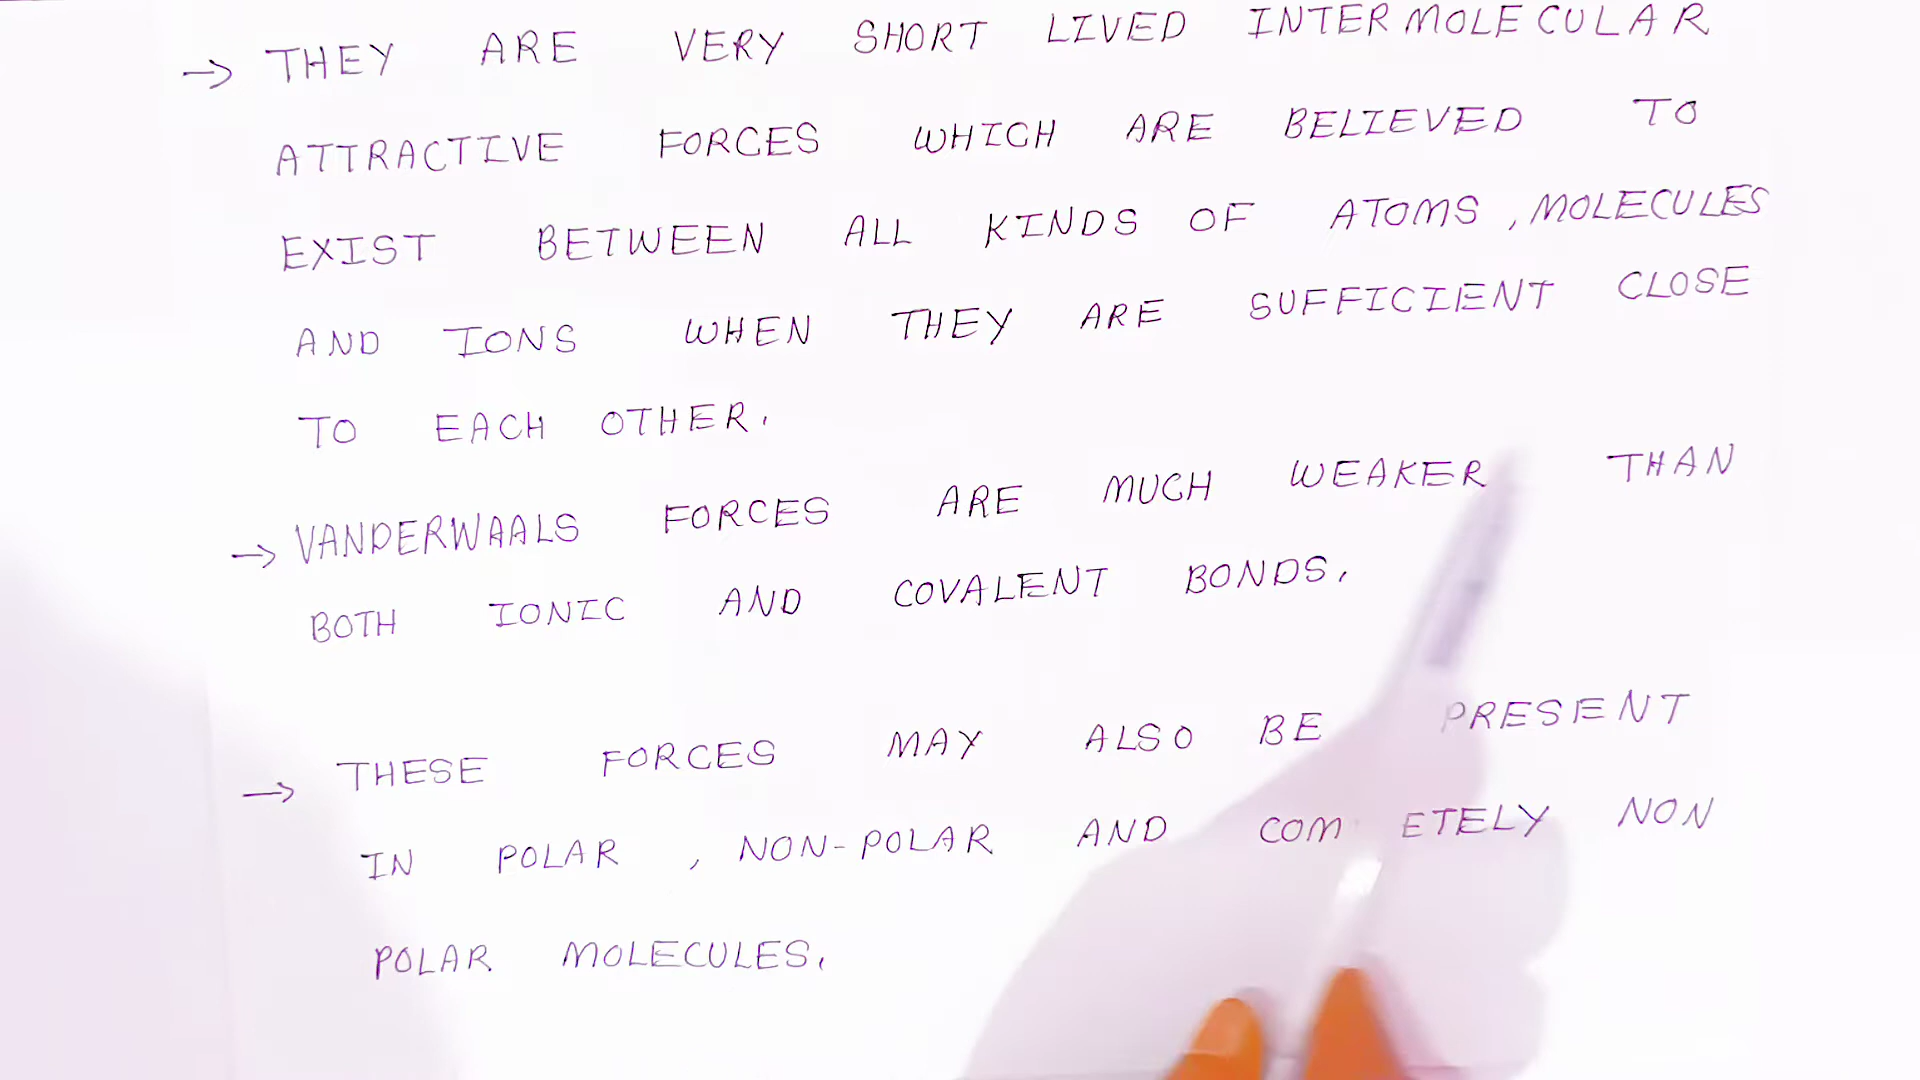 → THEY ARE VERY SHORT LIVED INTERMOLECULAR
ATTRACTIVE FORCES WHICH ARE BELIEVED TO
EXIST BETWEEN ALL KINDS OF ATOMS, MOLECULES
AND IONS WHEN THEY ARE SUFFICIENT CLOSE
TO EACH OTHER.
→ VANDERWAALS FORCES ARE MUCH WEAKER THAN
BOTH IONIC AND COVALENT BONDS.
→ THESE FORCES MAY ALSO BE PRESENT
IN POLAR, NON-POLAR AND COM ETELY NON
POLAR MOLECULES.